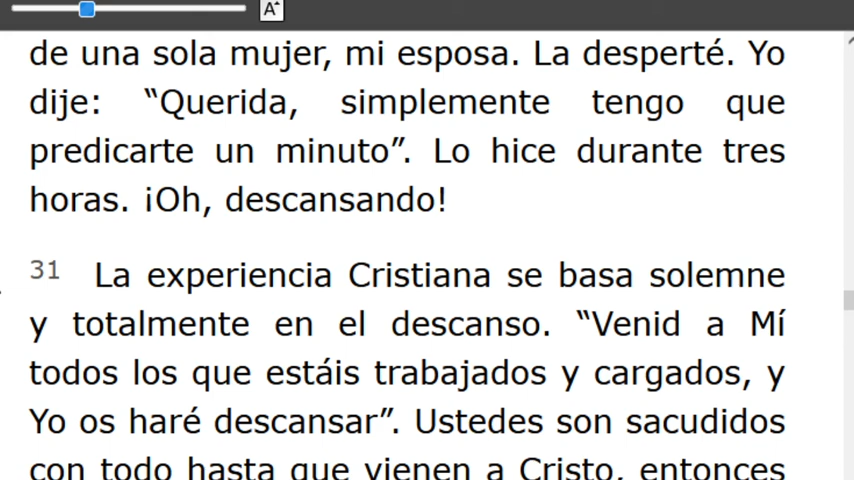 A
de una sola mujer, mi esposa. La desperté. Yo
dije: “Querida, simplemente tengo que
predicarte un minuto”. Lo hice durante tres
horas. ¡Oh, descansando!
31 La experiencia Cristiana se basa solemne
y totalmente en el descanso. “Venid a Mí
todos los que estáis trabajados y cargados, y
Yo os haré descansar”. Ustedes son sacudidos
con todo hasta que vienen a Cristo, entonces